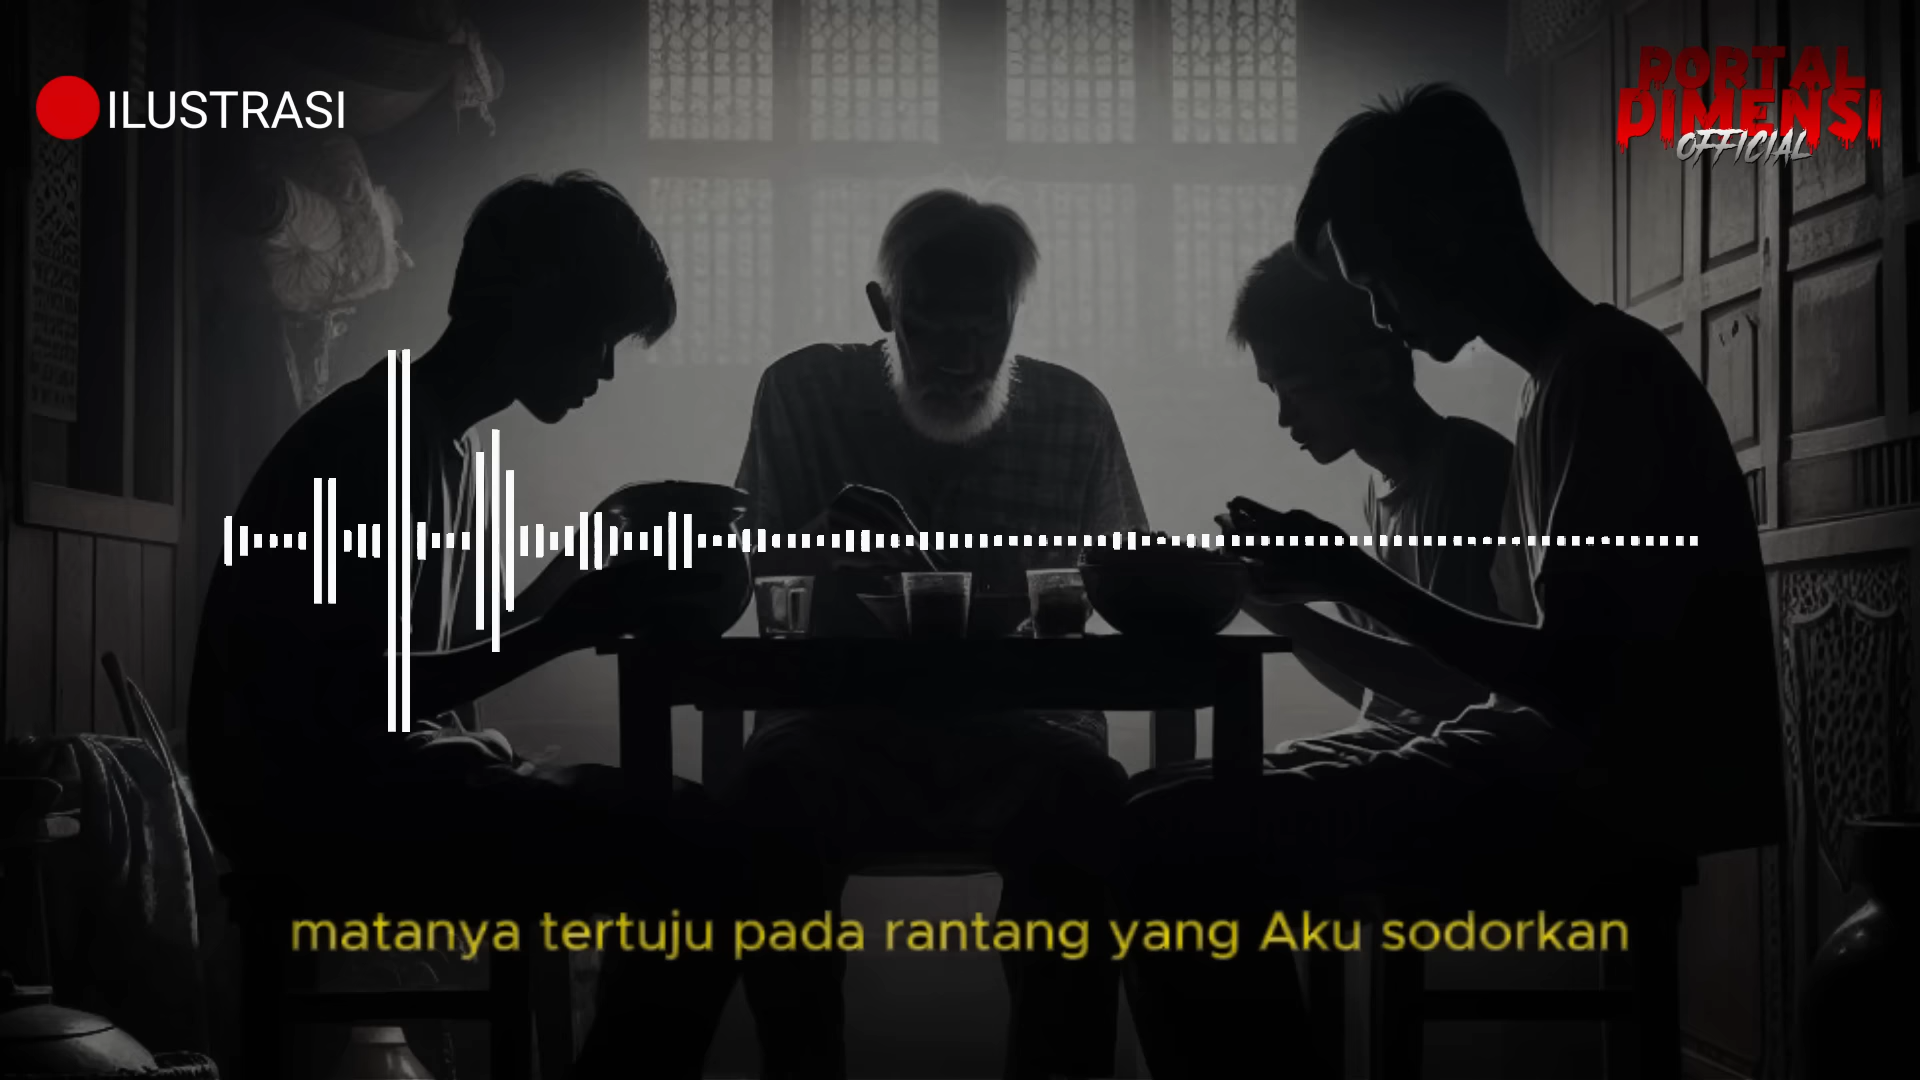 ILUSTRASI
PORTAL
DIMENSI
OFFICIAL
matanya tertuju pada rantang yang Aku sodorkan